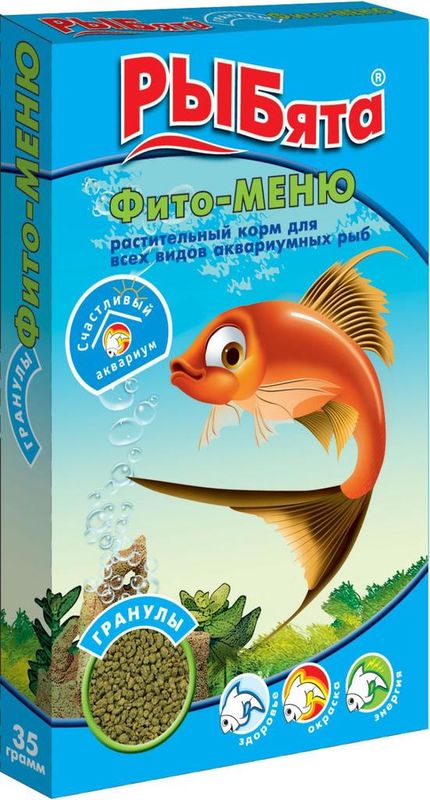 РЫБята®
Фито-МЕНЮ
растительный корм для
всех видов аквариумных рыб
Счастливый
аквариум
ГРАНУЛЫ
здоровье
окраска
энергия
РЫБята
Фито-МЕНЮ
ГРАНУЛЫ
35
грамм